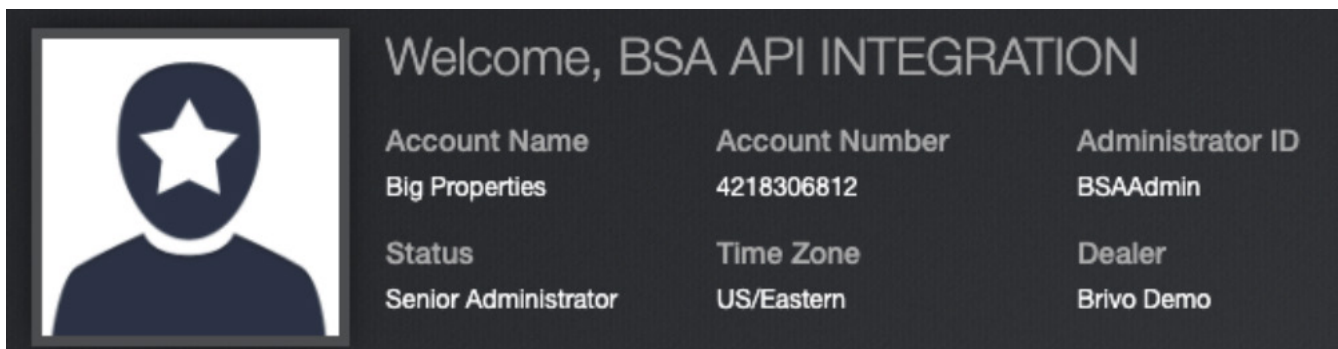 Welcome, BSA API INTEGRATION
Account Name Account Number Administrator ID
Big Properties 4218306812 BSAAdmin
Status Time Zone Dealer
Senior Administrator US/Eastern Brivo Demo